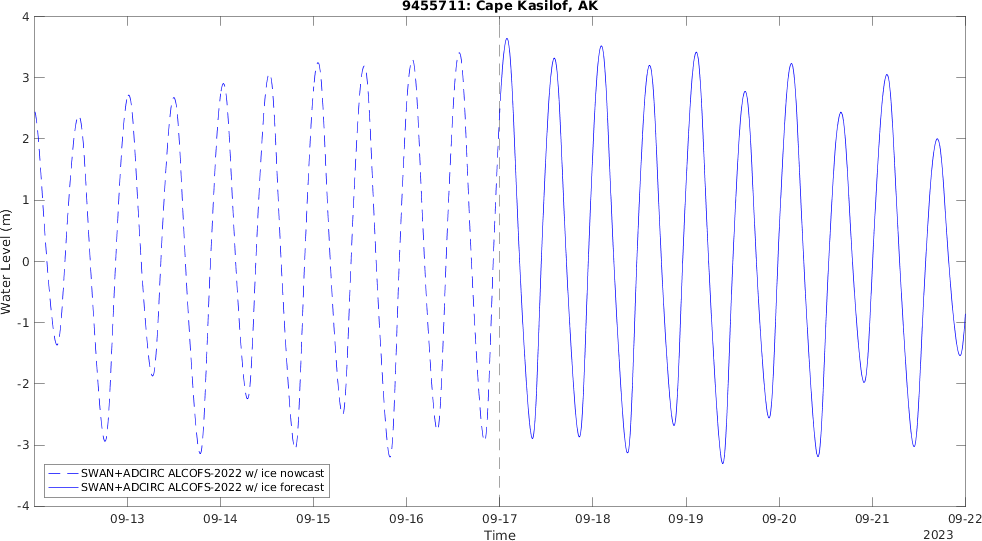 9455711: Cape Kasilof, AK
4
3
2
1
0
-1
-2
-3
-4
Water Level (m)
SWAN+ADCIRC ALCOFS-2022 w/ ice nowcast
SWAN+ADCIRC ALCOFS-2022 w/ ice forecast
09-13 09-14 09-15 09-16 09-17 09-18 09-19 09-20 09-21 09-22
Time
2023